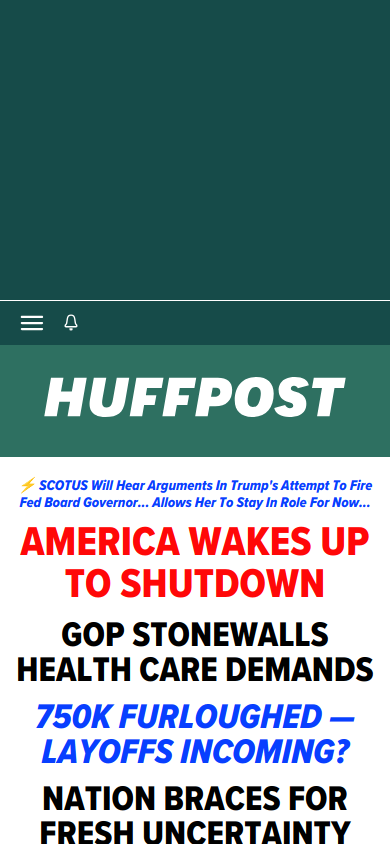 HUFFPOST
⚡ SCOTUS Will Hear Arguments In Trump's Attempt To Fire
Fed Board Governor... Allows Her To Stay In Role For Now...
AMERICA WAKES UP
TO SHUTDOWN
GOP STONEWALLS
HEALTH CARE DEMANDS
750K FURLOUGHED —
LAYOFFS INCOMING?
NATION BRACES FOR
FRESH UNCERTAINTY